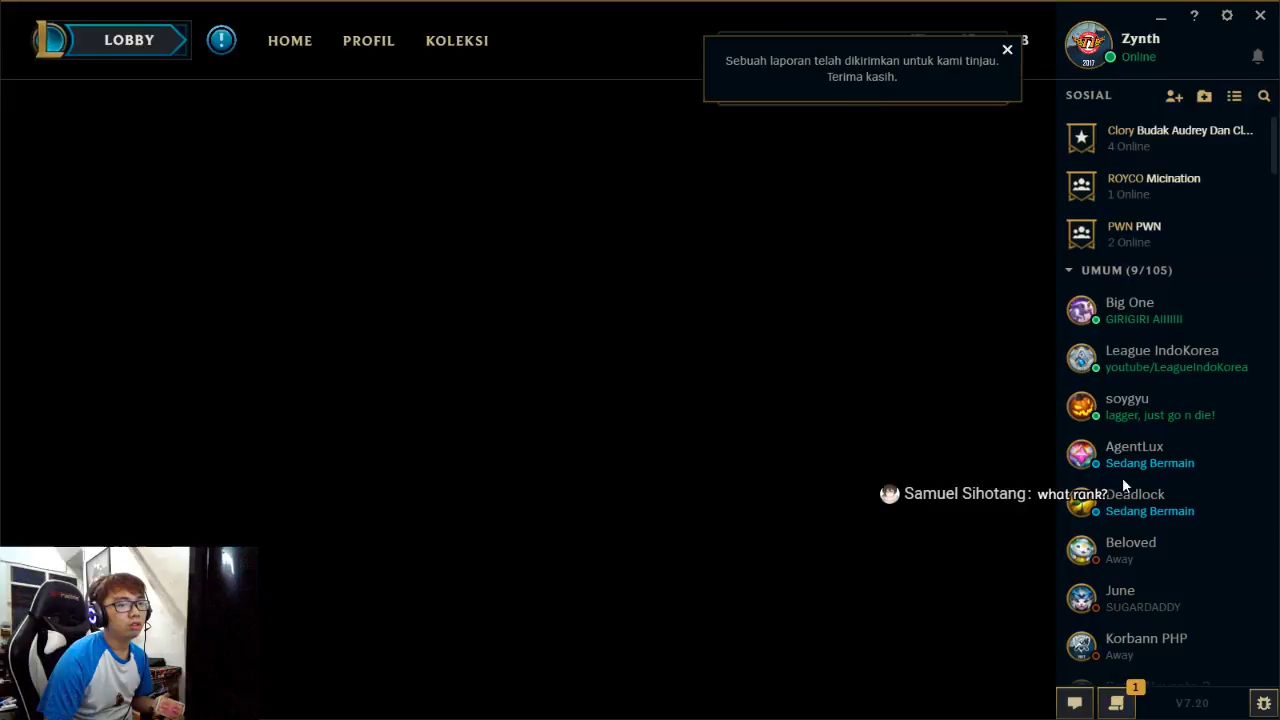 LOBBY
HOME
PROFIL
KOLEKSI
Sebuah laporan telah dikirimkan untuk kami tinjau.
Terima kasih.
Zynth
Online
2017
SOSIAL
Clory Budak Audrey Dan Cl...
4 Online
ROYCO Micination
1 Online
PWN PWN
2 Online
UMUM (9/105)
Big One
GIRIGIRI AIIIIIII
League IndoKorea
youtube/LeagueIndoKorea
soygyu
lagger, just go n die!
AgentLux
Sedang Bermain
Samuel Sihotang: what rank?
Deadlock
Sedang Bermain
Beloved
Away
June
SUGARDADDY
Korbann PHP
Away
1
V7.20